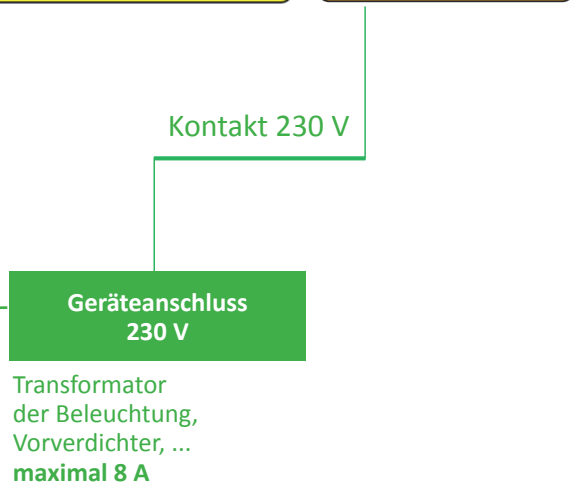 Kontakt 230 V
Geräteanschluss
230 V
Transformator
der Beleuchtung,
Vorverdichter, ...
maximal 8 A